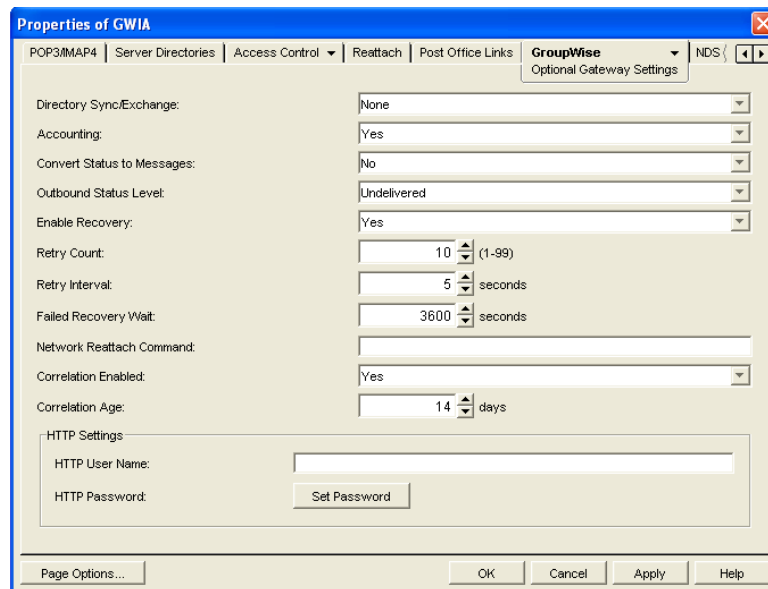 Properties of GWIA
POP3/IMAP4 Server Directories Access Control Reattach Post Office Links GroupWise NDS
Optional Gateway Settings
Directory Sync/Exchange: None
Accounting: Yes
Convert Status to Messages: No
Outbound Status Level: Undelivered
Enable Recovery: Yes
Retry Count: 10 (1-99)
Retry Interval: 5 seconds
Failed Recovery Wait: 3600 seconds
Network Reattach Command:
Correlation Enabled: Yes
Correlation Age: 14 days
HTTP Settings
HTTP User Name:
HTTP Password: Set Password
Page Options... OK Cancel Apply Help